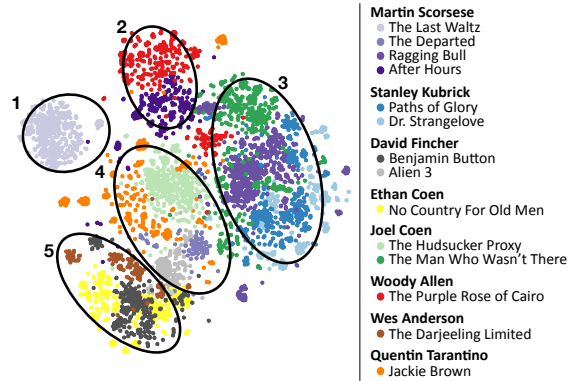 1
2
3
4
5
Martin Scorsese
The Last Waltz
The Departed
Ragging Bull
After Hours
Stanley Kubrick
Paths of Glory
Dr. Strangelove
David Fincher
Benjamin Button
Alien 3
Ethan Coen
No Country For Old Men
Joel Coen
The Hudsucker Proxy
The Man Who Wasn't There
Woody Allen
The Purple Rose of Cairo
Wes Anderson
The Darjeeling Limited
Quentin Tarantino
Jackie Brown